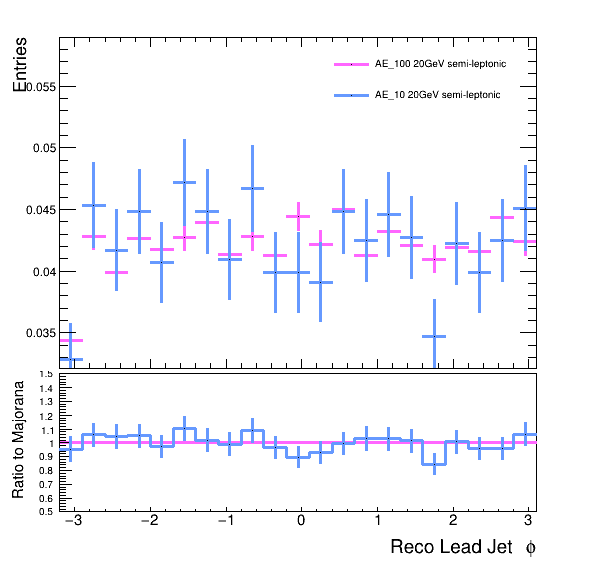 Entries
AE_100 20GeV semi-leptonic
AE_10 20GeV semi-leptonic
0.055
0.05
0.045
0.04
0.035
Ratio to Majorana
1.5
1.4
1.3
1.2
1.1
1
0.9
0.8
0.7
0.6
0.5
−3 −2 −1 0 1 2 3
Reco Lead Jet ϕ